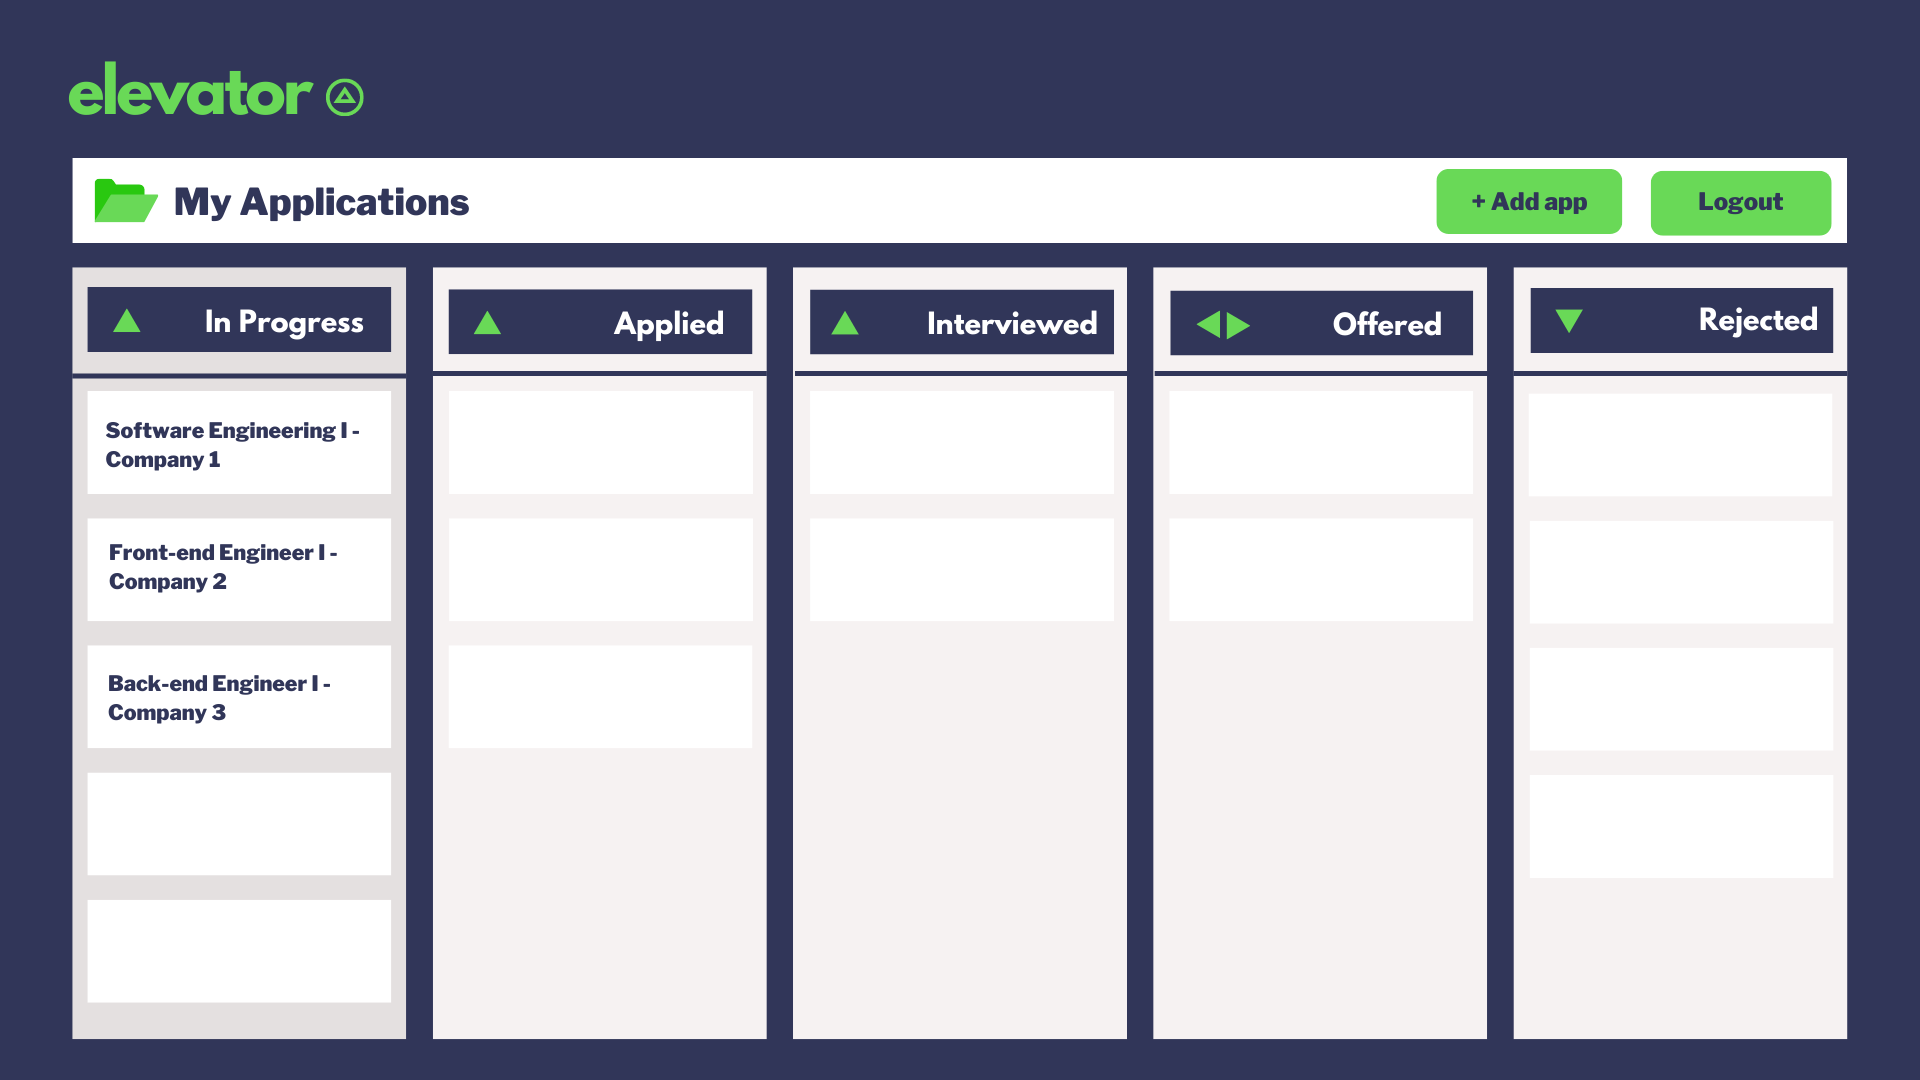 elevator
My Applications
+ Add app
Logout
In Progress
Applied
Interviewed
Offered
Rejected
Software Engineering I -
Company 1
Front-end Engineer I -
Company 2
Back-end Engineer I -
Company 3